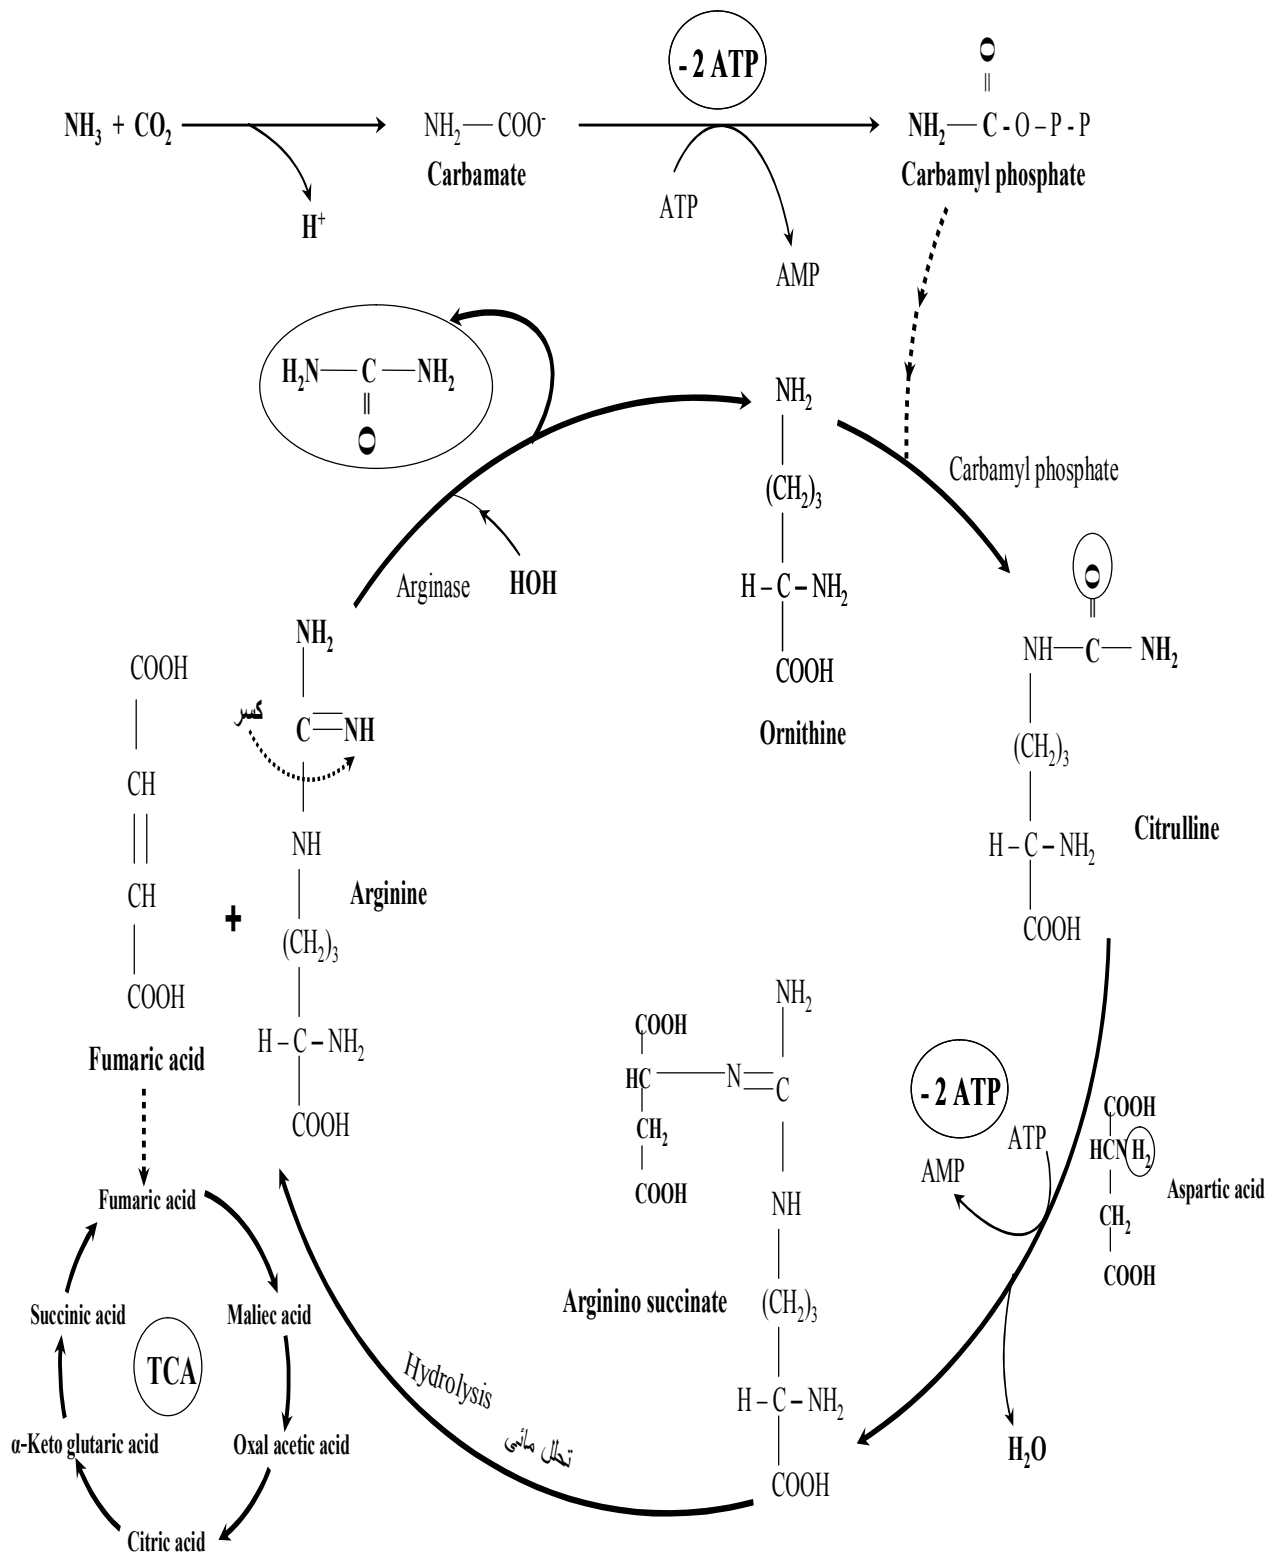 - 2 ATP
O
||
NH3 + CO2
NH2 — COO-
NH2 — C - O – P - P
Carbamate
Carbamyl phosphate
H+
ATP
AMP
H2N — C — NH2
||
O
NH2
(CH2)3
H – C – NH2
COOH
Ornithine
Carbamyl phosphate
Arginase
HOH
O
||
NH — C — NH2
(CH2)3
H – C – NH2
COOH
Citrulline
COOH
CH
||
CH
COOH
Fumaric acid
+
NH2
كسر
C = NH
NH
Arginine
(CH2)3
H – C – NH2
COOH
NH2
COOH
HC — N = C
CH2
COOH
NH
Arginino succinate
(CH2)3
H – C – NH2
COOH
- 2 ATP
ATP
AMP
COOH
HCNH2
Aspartic acid
CH2
COOH
H2O
Hydrolysis
تحلل مائى
Fumaric acid
Succinic acid
Maliec acid
TCA
α-Keto glutaric acid
Oxal acetic acid
Citric acid